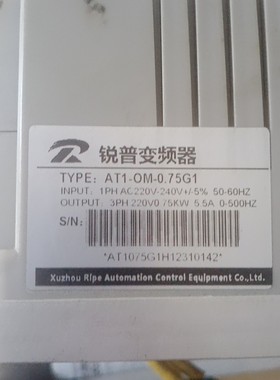 锐普变频器
TYPE: AT1-OM-0.75G1
INPUT: 1PH AC220V-240V+/-5% 50-60HZ
OUTPUT: 3PH 220V0.75KW 5.5A 0-500HZ
S/N:
*AT1075G1H12310142*
Xuzhou Ripe Automation Control Equipment Co.,Ltd.